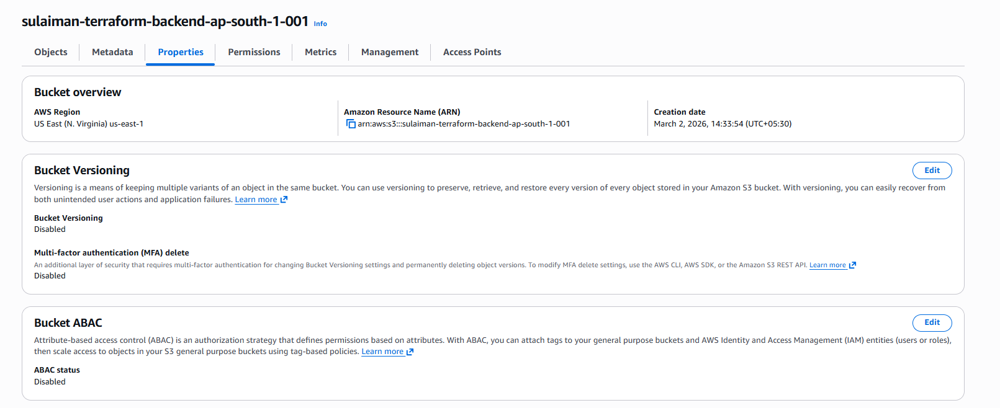 sulaiman-terraform-backend-ap-south-1-001 Info
Objects Metadata Properties Permissions Metrics Management Access Points
Bucket overview
AWS Region
US East (N. Virginia) us-east-1
Amazon Resource Name (ARN)
arn:aws:s3:::sulaiman-terraform-backend-ap-south-1-001
Creation date
March 2, 2026, 14:33:54 (UTC+05:30)
Bucket Versioning
Edit
Versioning is a means of keeping multiple variants of an object in the same bucket. You can use versioning to preserve, retrieve, and restore every version of every object stored in your Amazon S3 bucket. With versioning, you can easily recover from
both unintended user actions and application failures. Learn more
Bucket Versioning
Disabled
Multi-factor authentication (MFA) delete
An additional layer of security that requires multi-factor authentication for changing Bucket Versioning settings and permanently deleting object versions. To modify MFA delete settings, use the AWS CLI, AWS SDK, or the Amazon S3 REST API. Learn more
Disabled
Bucket ABAC
Edit
Attribute-based access control (ABAC) is an authorization strategy that defines permissions based on attributes. With ABAC, you can attach tags to your general purpose buckets and AWS Identity and Access Management (IAM) entities (users or roles),
then scale access to objects in your S3 general purpose buckets using tag-based policies. Learn more
ABAC status
Disabled